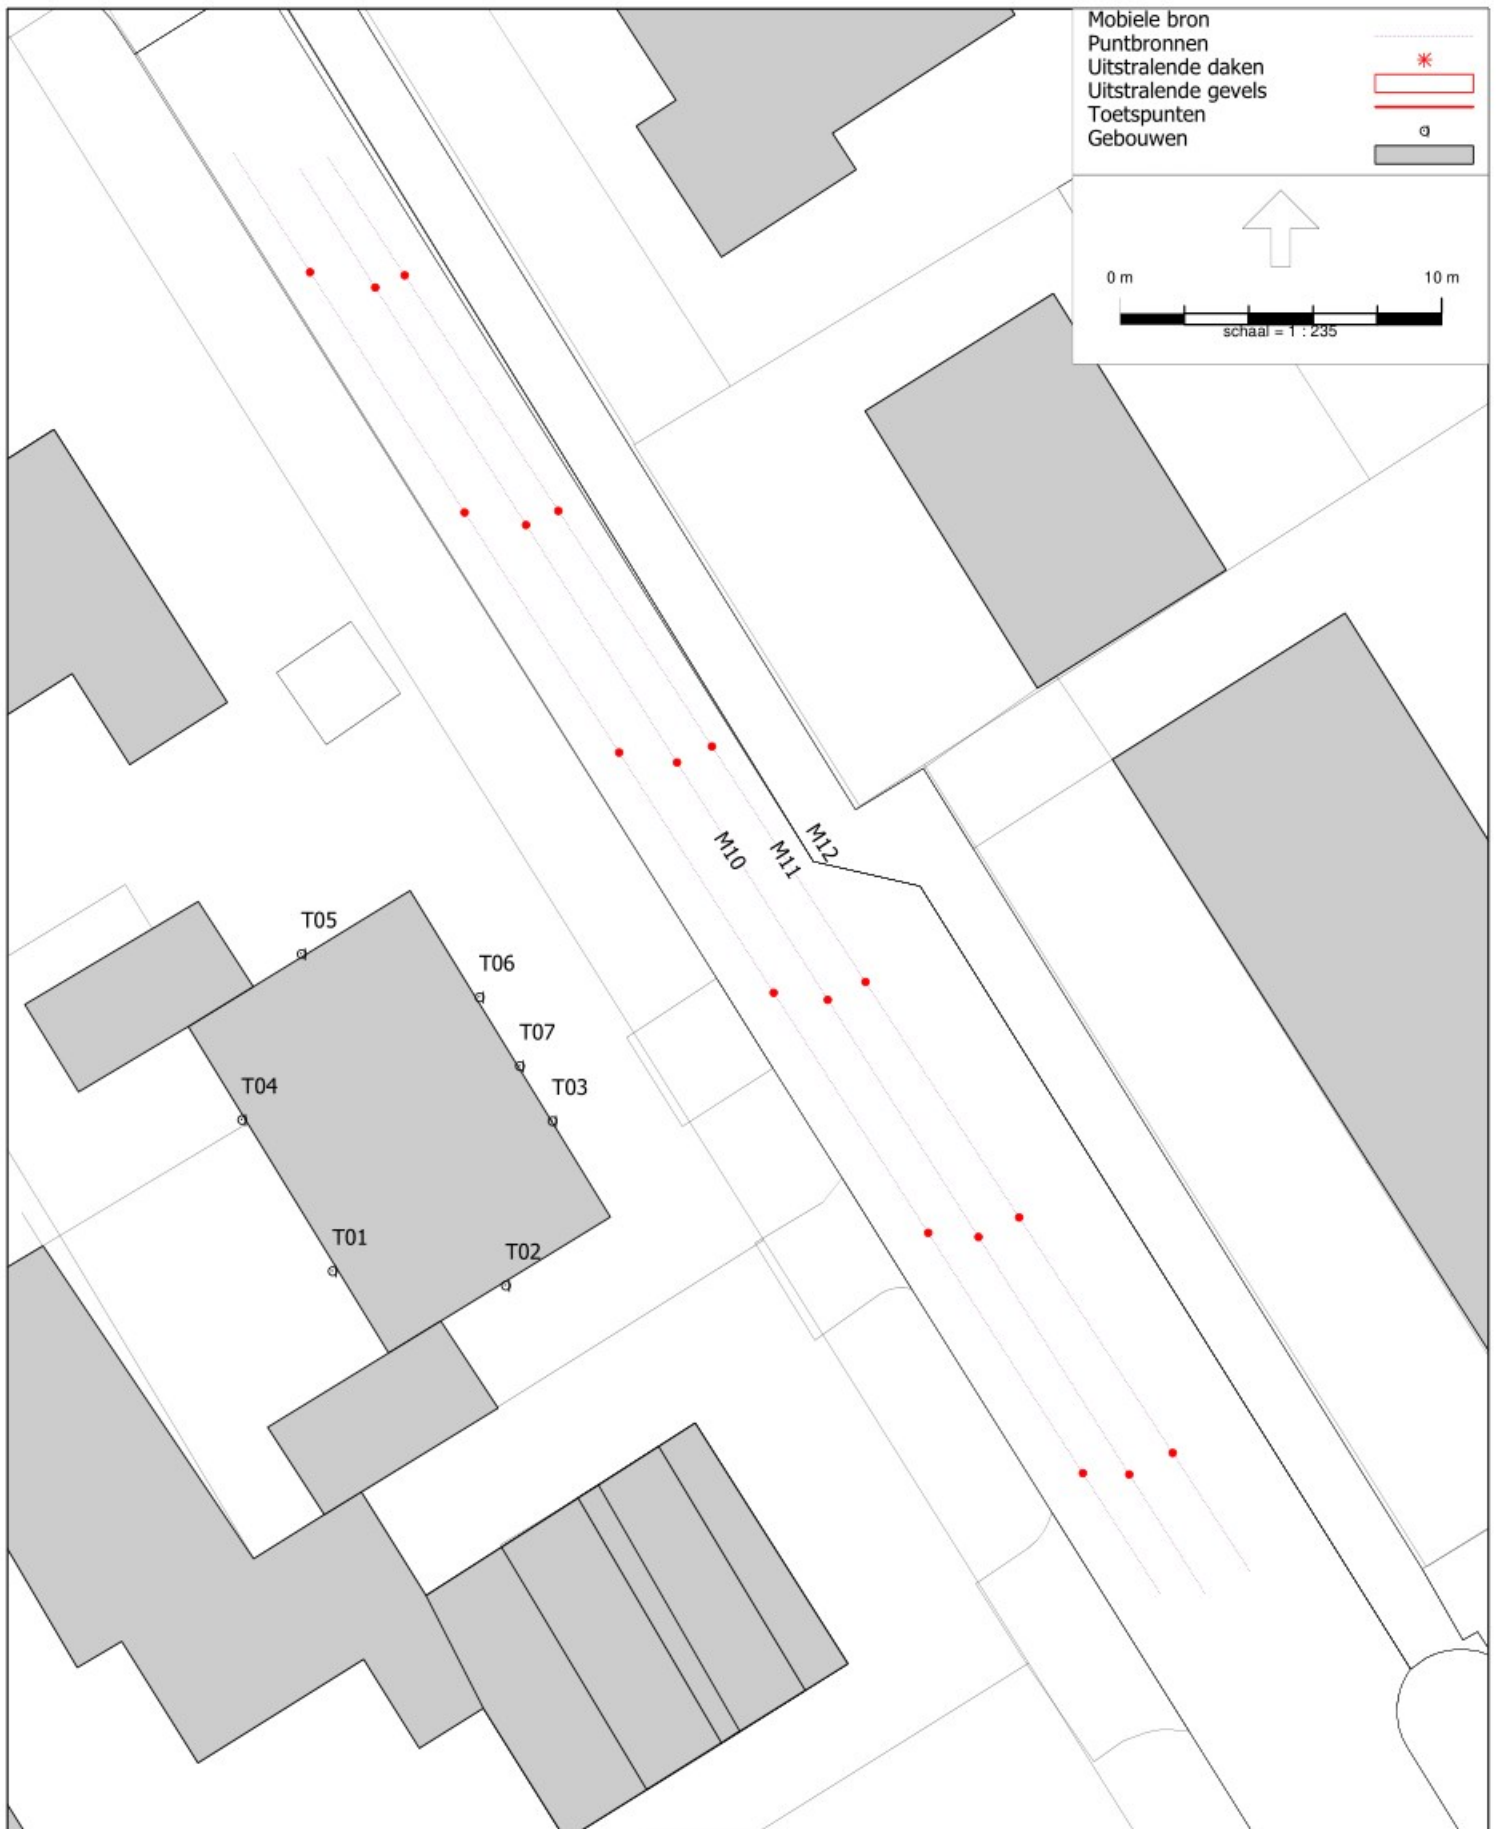 Mobiele bron
Puntbronnen
Uitstralende daken
Uitstralende gevels
Toetspunten
Gebouwen
0 m 10 m
schaal = 1 : 235
M12
M10
M11
T05
T06
T07
T04
T03
T01
T02